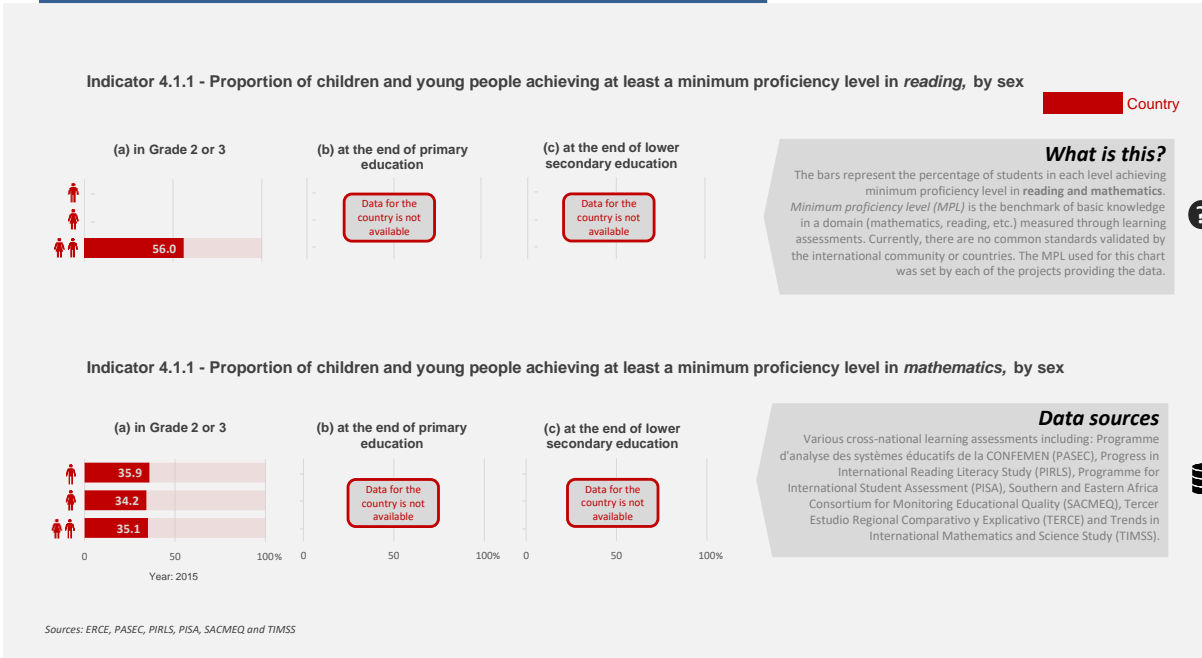 Indicator 4.1.1 - Proportion of children and young people achieving at least a minimum proficiency level in reading, by sex
Country
(a) in Grade 2 or 3
(b) at the end of primary
education
(c) at the end of lower
secondary education
56.0
Data for the
country is not
available
Data for the
country is not
available
What is this?
The bars represent the percentage of students in each level achieving
minimum proficiency level in reading and mathematics.
Minimum proficiency level (MPL) is the benchmark of basic knowledge
in a domain (mathematics, reading, etc.) measured through learning
assessments. Currently, there are no common standards validated by
the international community or countries. The MPL used for this chart
was set by each of the projects providing the data.
?
Indicator 4.1.1 - Proportion of children and young people achieving at least a minimum proficiency level in mathematics, by sex
(a) in Grade 2 or 3
(b) at the end of primary
education
(c) at the end of lower
secondary education
35.9
34.2
35.1
0 50 100%
Year: 2015
Data for the
country is not
available
0 50 100%
Data for the
country is not
available
0 50 100%
Data sources
Various cross-national learning assessments including: Programme
d'analyse des systèmes éducatifs de la CONFEMEN (PASEC), Progress in
International Reading Literacy Study (PIRLS), Programme for
International Student Assessment (PISA), Southern and Eastern Africa
Consortium for Monitoring Educational Quality (SACMEQ), Tercer
Estudio Regional Comparativo y Explicativo (TERCE) and Trends in
International Mathematics and Science Study (TIMSS).
Sources: ERCE, PASEC, PIRLS, PISA, SACMEQ and TIMSS